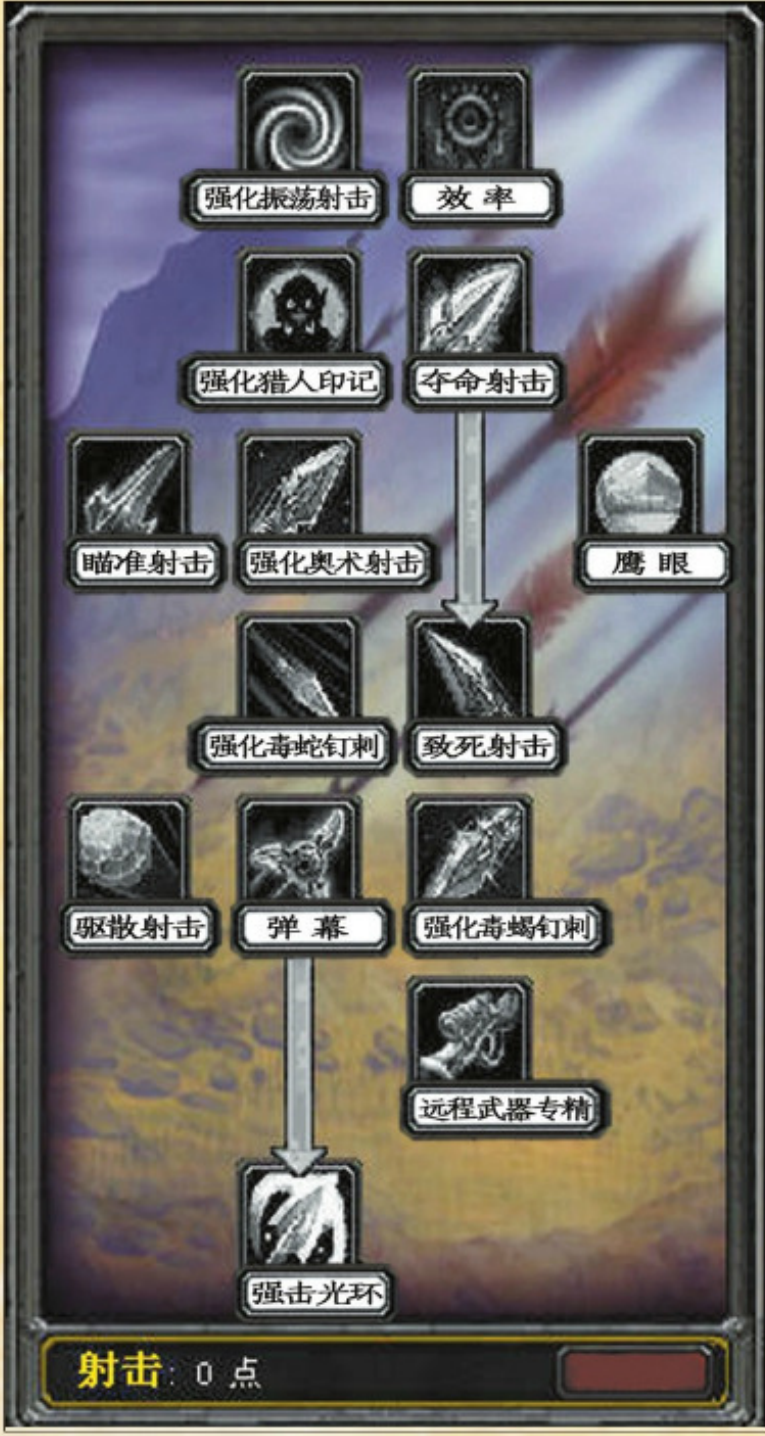 强化振荡射击
效率
强化猎人印记
夺命射击
瞄准射击
强化奥术射击
鹰眼
强化毒蛇钉刺
致死射击
驱散射击
弹幕
强化毒蝎钉刺
远程武器专精
强击光环
射击: 0 点